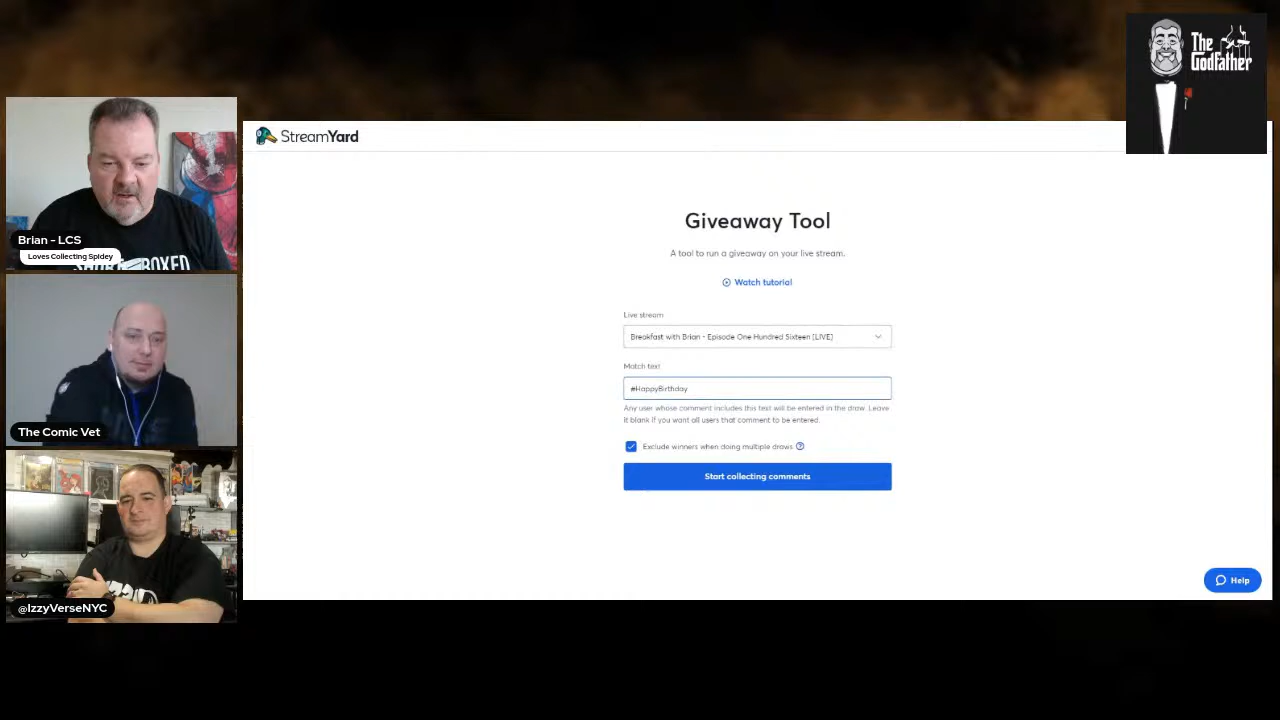 The
Godfather
StreamYard
Brian - LCS
Loves Collecting Spidey
The Comic Vet
@IzzyVerseNYC
Giveaway Tool
A tool to run a giveaway on your live stream.
Watch tutorial
Live stream
Breakfast with Brian - Episode One Hundred Sixteen [LIVE]
Match text
#HappyBirthday
Any user whose comment includes this text will be entered in the draw. Leave
it blank if you want all users that comment to be entered.
Exclude winners when doing multiple draws
Start collecting comments
Help